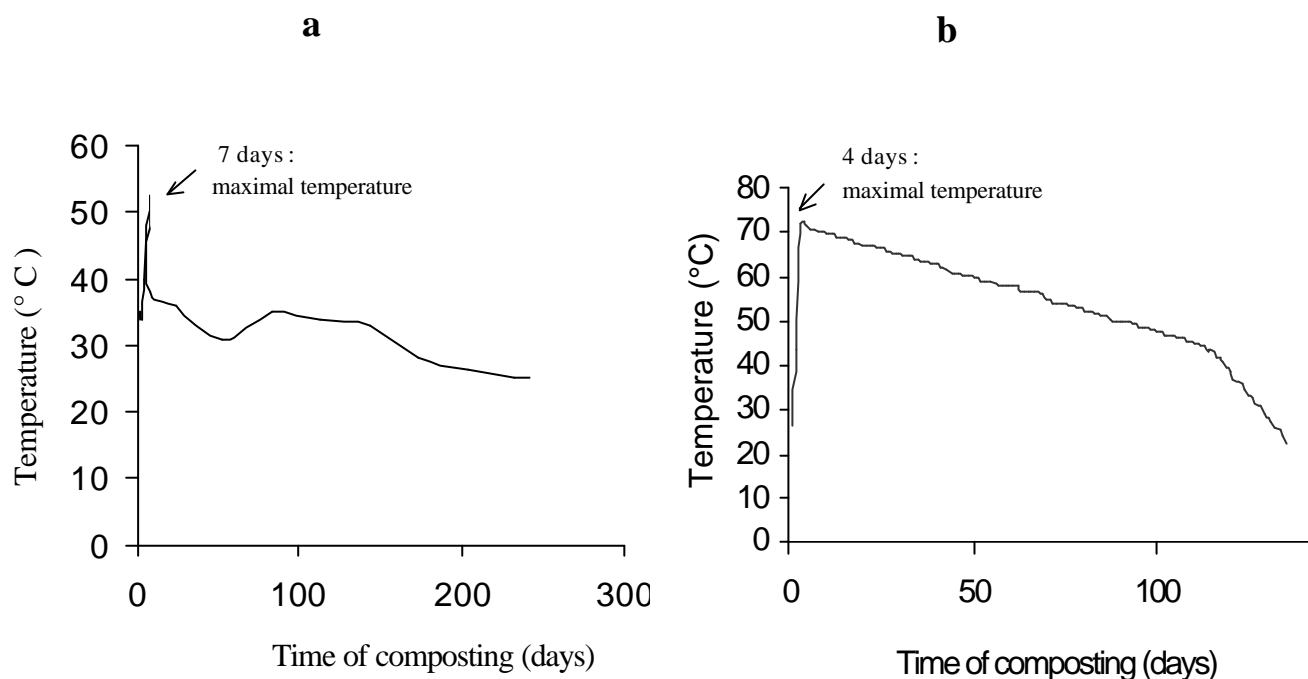 a
b
60
50
40
30
20
10
0
Temperature (° C )
7 days :
maximal temperature
0
100
200
300
Time of composting (days)
80
70
60
50
40
30
20
10
0
Temperature (°C)
4 days :
maximal temperature
0
50
100
Time of composting (days)